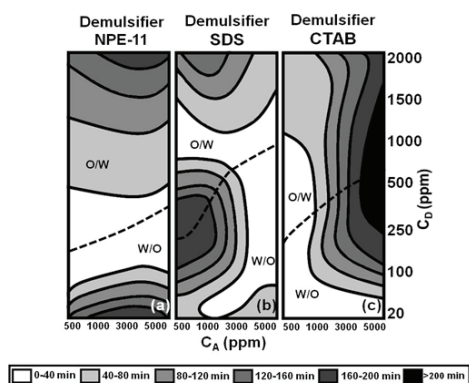 Demulsifier Demulsifier Demulsifier
NPE-11 SDS CTAB
2000
1500
1000
500
250
100
20
C_D (ppm)
O/W
W/O
(a)
O/W
W/O
(b)
O/W
W/O
(c)
500 1000 3000 5000 500 1000 3000 5000 500 1000 3000 5000
C_A (ppm)
0-40 min 40-80 min 80-120 min 120-160 min 160-200 min >200 min